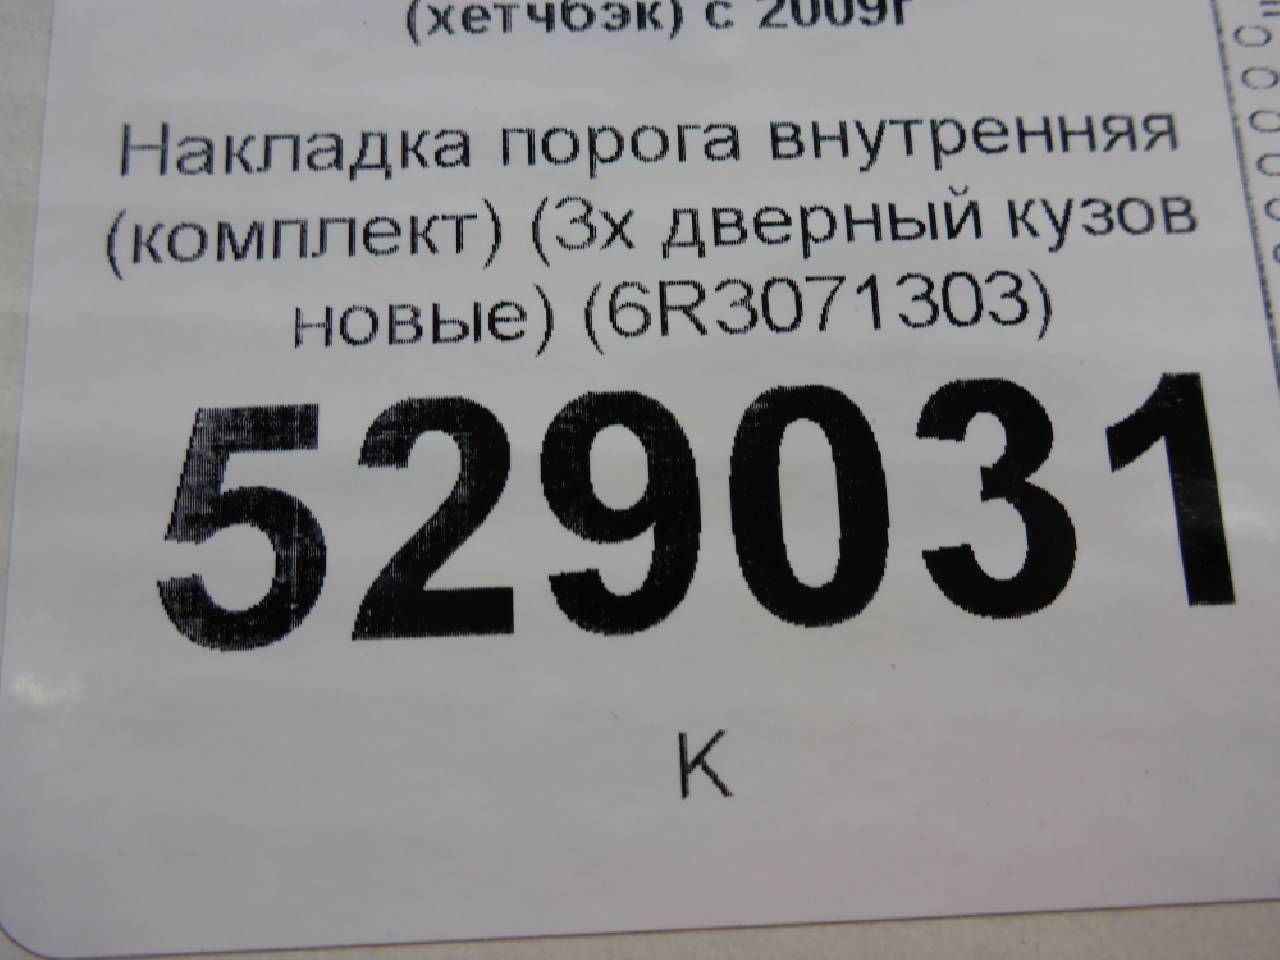 (хетчбэк) с 2009г
Накладка порога внутренняя
(комплект) (3х дверный кузов
новые) (6R3071303)
529031
К